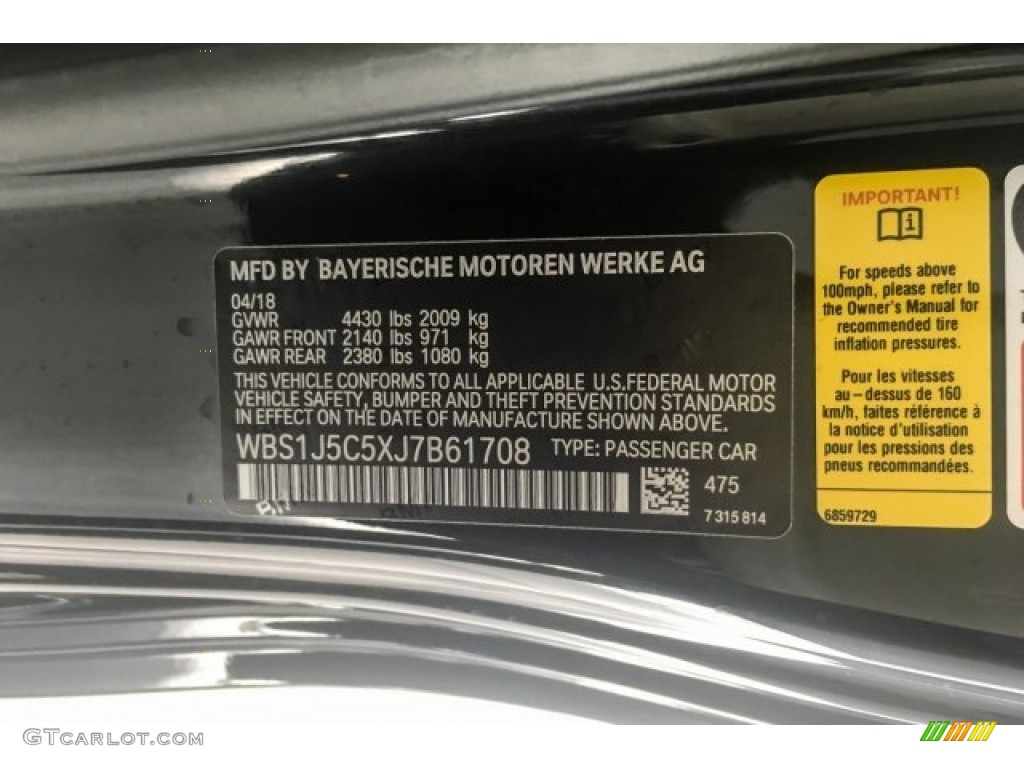 MFD BY BAYERISCHE MOTOREN WERKE AG
04/18
GVWR 4430 lbs 2009 kg
GAWR FRONT 2140 lbs 971 kg
GAWR REAR 2380 lbs 1080 kg
THIS VEHICLE CONFORMS TO ALL APPLICABLE U.S.FEDERAL MOTOR
VEHICLE SAFETY, BUMPER AND THEFT PREVENTION STANDARDS
IN EFFECT ON THE DATE OF MANUFACTURE SHOWN ABOVE.
WBS1J5C5XJ7B61708 TYPE: PASSENGER CAR
475
7 315 814
IMPORTANT!
For speeds above
100mph, please refer to
the Owner's Manual for
recommended tire
inflation pressures.
Pour les vitesses
au–dessus de 160
km/h, faites référence à
la notice d'utilisation
pour les pressions des
pneus recommandées.
6859729
GTcarlot.com